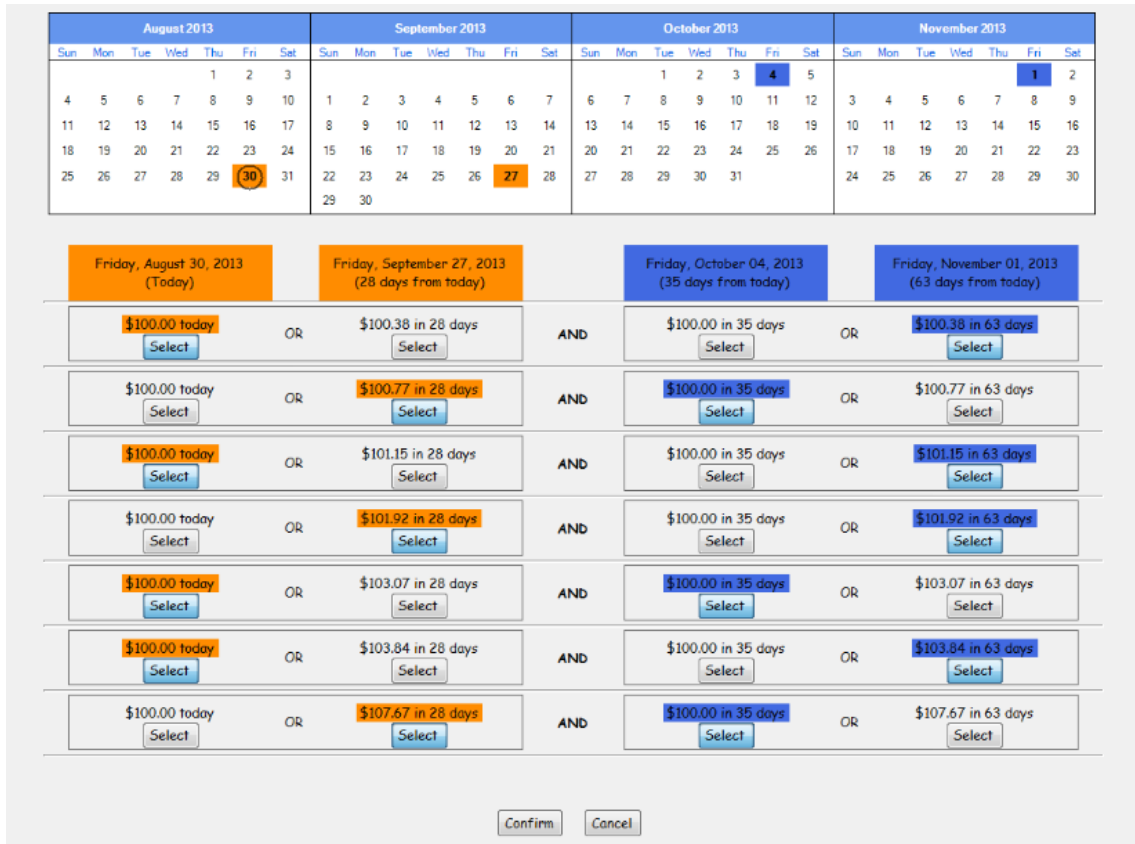 August 2013 September 2013 October 2013 November 2013
Sun Mon Tue Wed Thu Fri Sat Sun Mon Tue Wed Thu Fri Sat Sun Mon Tue Wed Thu Fri Sat Sun Mon Tue Wed Thu Fri Sat
1 2 3 1 2 3 4 5 1 2
4 5 6 7 8 9 10 1 2 3 4 5 6 7 6 7 8 9 10 11 12 3 4 5 6 7 8 9
11 12 13 14 15 16 17 8 9 10 11 12 13 14 13 14 15 16 17 18 19 10 11 12 13 14 15 16
18 19 20 21 22 23 24 15 16 17 18 19 20 21 20 21 22 23 24 25 26 17 18 19 20 21 22 23
25 26 27 28 29 30 31 22 23 24 25 26 27 28 27 28 29 30 31 24 25 26 27 28 29 30
29 30
Friday, August 30, 2013 Friday, September 27, 2013 Friday, October 04, 2013 Friday, November 01, 2013
(Today) (28 days from today) (35 days from today) (63 days from today)
$100.00 today OR $100.38 in 28 days AND $100.00 in 35 days OR $100.38 in 63 days
Select Select Select Select
$100.00 today OR $100.77 in 28 days AND $100.00 in 35 days OR $100.77 in 63 days
Select Select Select Select
$100.00 today OR $101.15 in 28 days AND $100.00 in 35 days OR $101.15 in 63 days
Select Select Select Select
$100.00 today OR $101.92 in 28 days AND $100.00 in 35 days OR $101.92 in 63 days
Select Select Select Select
$100.00 today OR $103.07 in 28 days AND $100.00 in 35 days OR $103.07 in 63 days
Select Select Select Select
$100.00 today OR $103.84 in 28 days AND $100.00 in 35 days OR $103.84 in 63 days
Select Select Select Select
$100.00 today OR $107.67 in 28 days AND $100.00 in 35 days OR $107.67 in 63 days
Select Select Select Select
Confirm Cancel